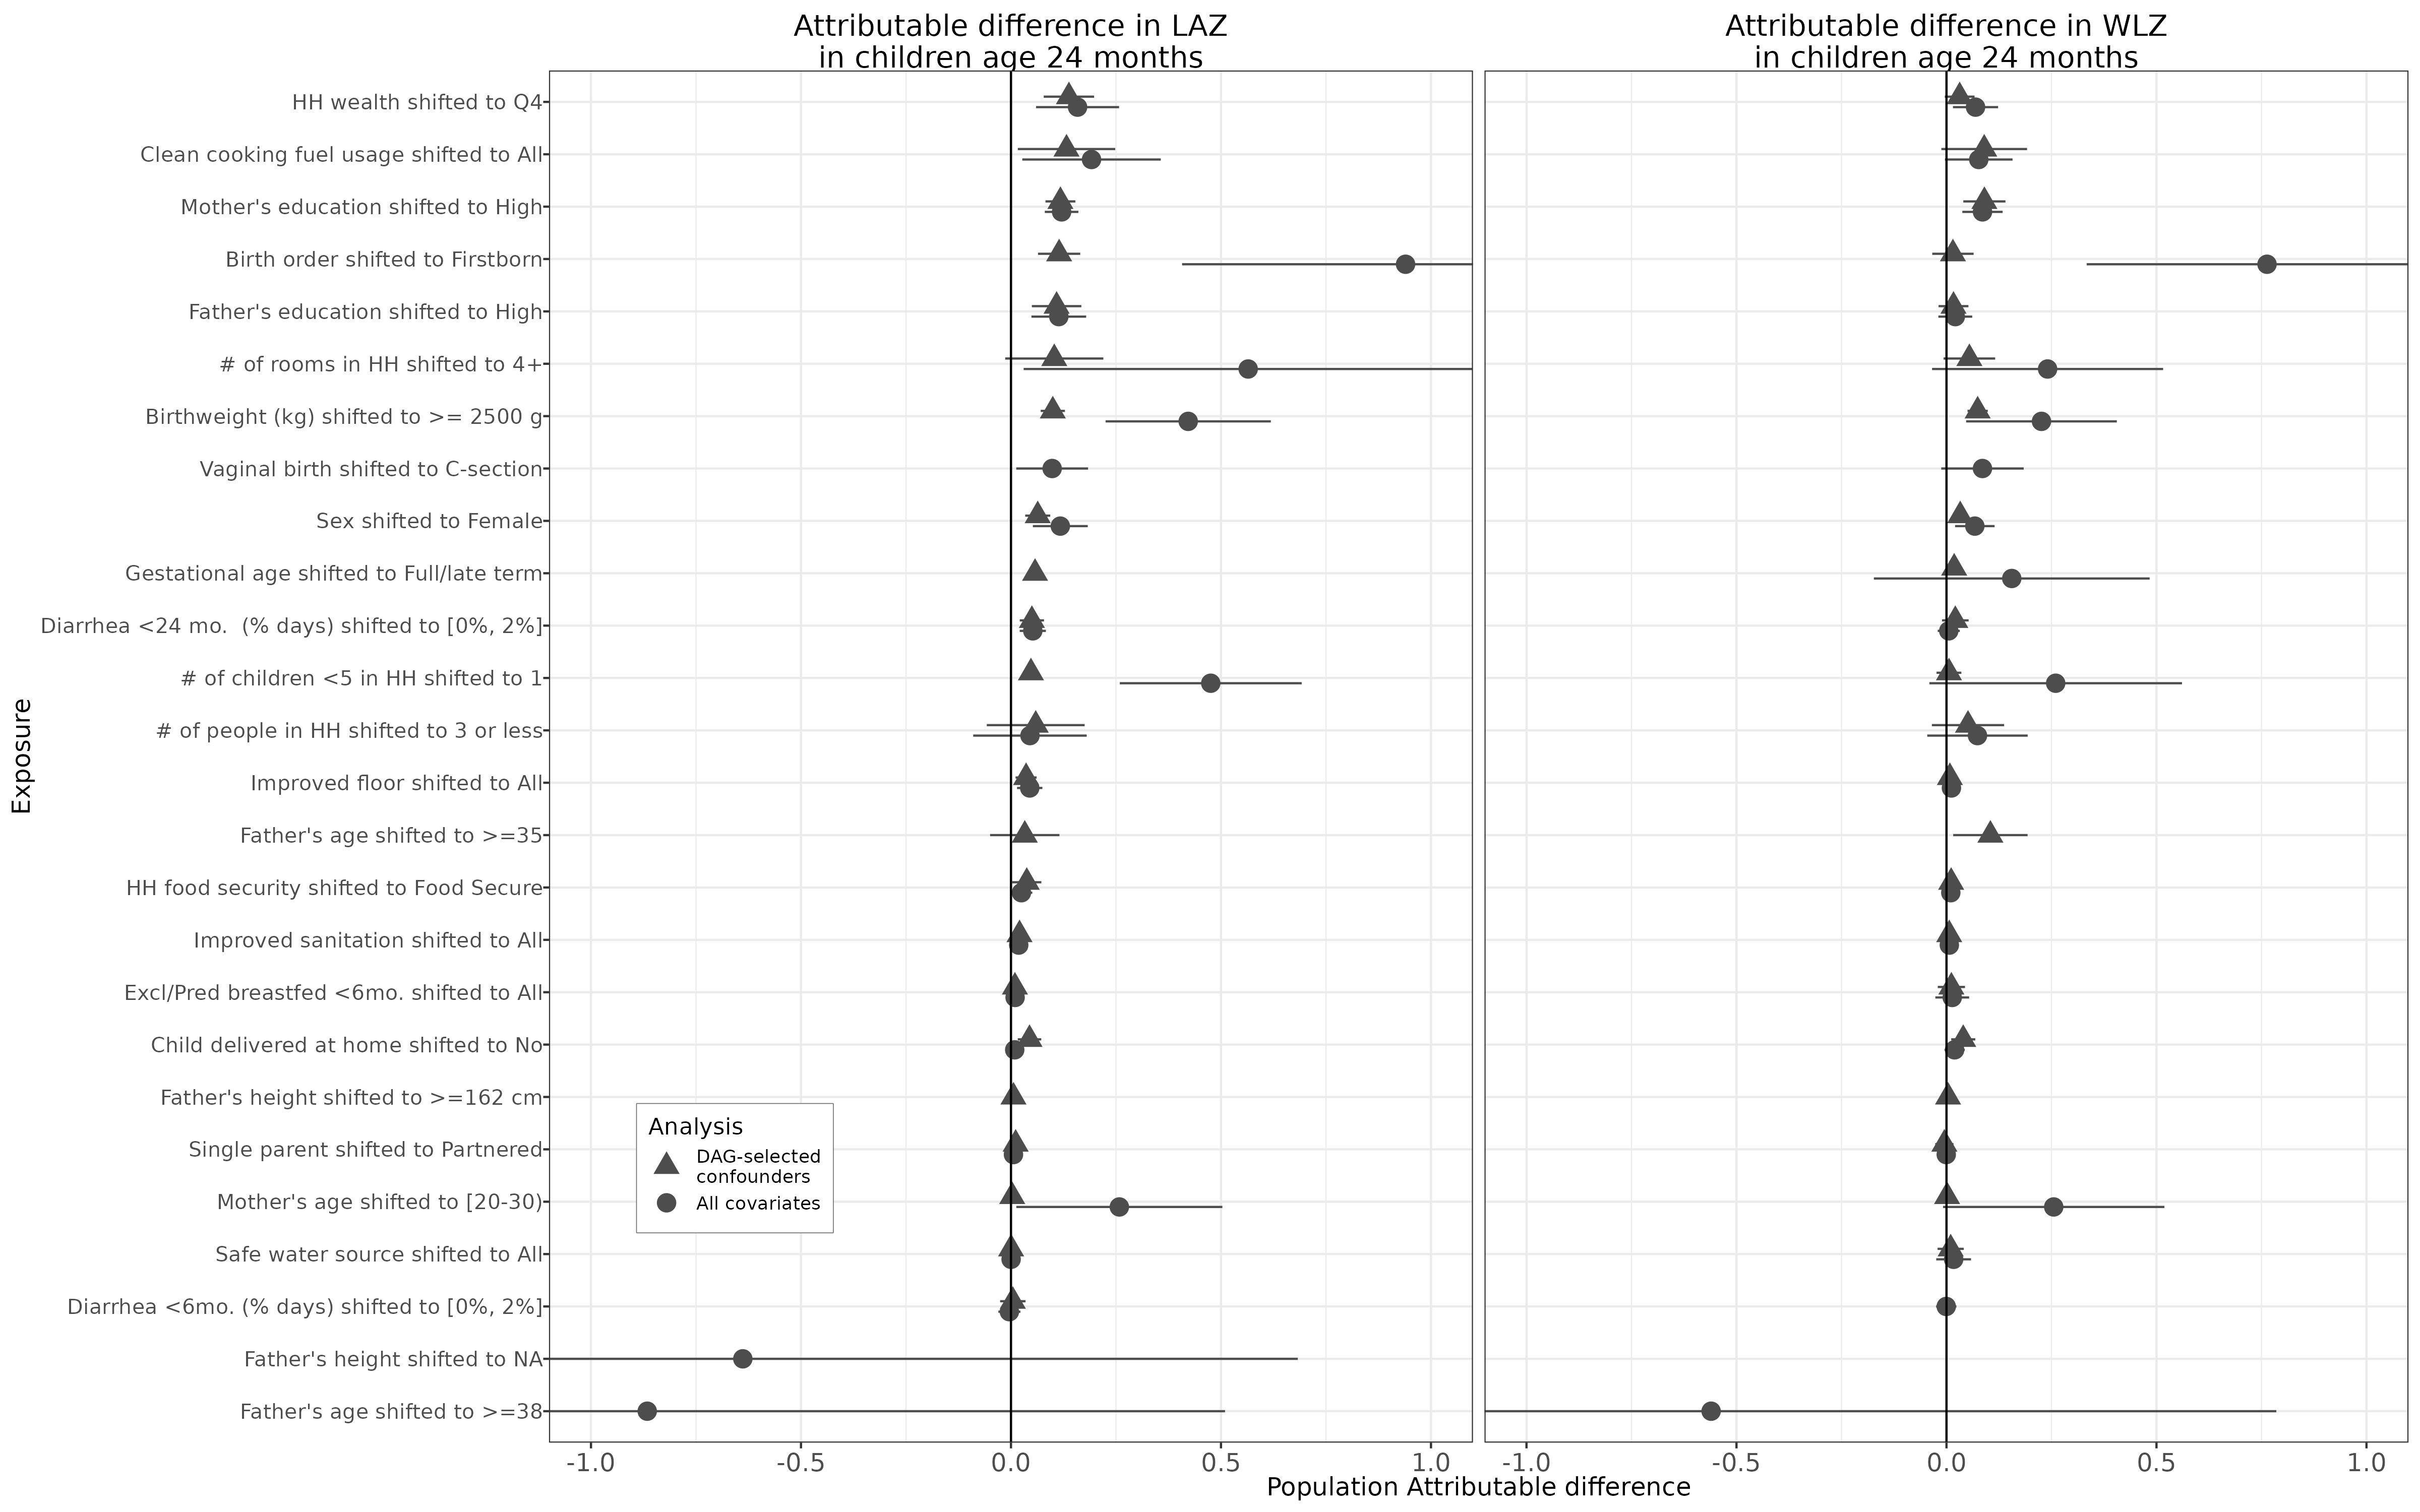 Attributable difference in LAZ
in children age 24 months
Attributable difference in WLZ
in children age 24 months
Exposure
HH wealth shifted to Q4
Clean cooking fuel usage shifted to All
Mother's education shifted to High
Birth order shifted to Firstborn
Father's education shifted to High
# of rooms in HH shifted to 4+
Birthweight (kg) shifted to >= 2500 g
Vaginal birth shifted to C-section
Sex shifted to Female
Gestational age shifted to Full/late term
Diarrhea <24 mo.  (% days) shifted to [0%, 2%]
# of children <5 in HH shifted to 1
# of people in HH shifted to 3 or less
Improved floor shifted to All
Father's age shifted to >=35
HH food security shifted to Food Secure
Improved sanitation shifted to All
Excl/Pred breastfed <6mo. shifted to All
Child delivered at home shifted to No
Father's height shifted to >=162 cm
Single parent shifted to Partnered
Mother's age shifted to [20-30)
Safe water source shifted to All
Diarrhea <6mo. (% days) shifted to [0%, 2%]
Father's height shifted to NA
Father's age shifted to >=38
Analysis
DAG-selected
confounders
All covariates
-1.0 -0.5 0.0 0.5 1.0
-1.0 -0.5 0.0 0.5 1.0
Population Attributable difference